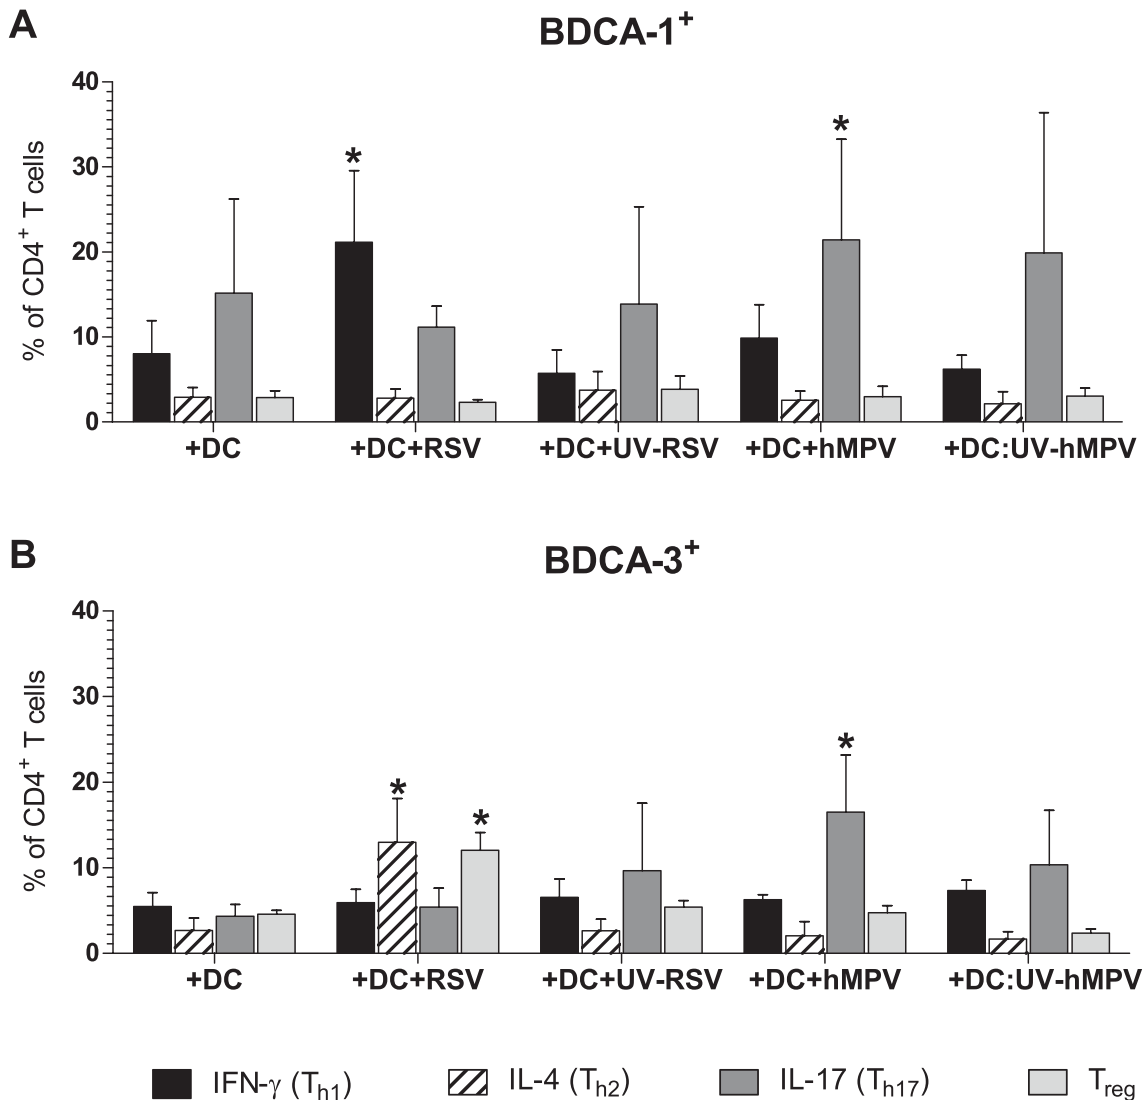 A
BDCA-1⁺
% of CD4⁺ T cells
40
30
20
10
0
*
*
+DC +DC+RSV +DC+UV-RSV +DC+hMPV +DC:UV-hMPV
B
BDCA-3⁺
% of CD4⁺ T cells
40
30
20
10
0
*
*
*
+DC +DC+RSV +DC+UV-RSV +DC+hMPV +DC:UV-hMPV
IFN-γ (Th1) IL-4 (Th2) IL-17 (Th17) Treg